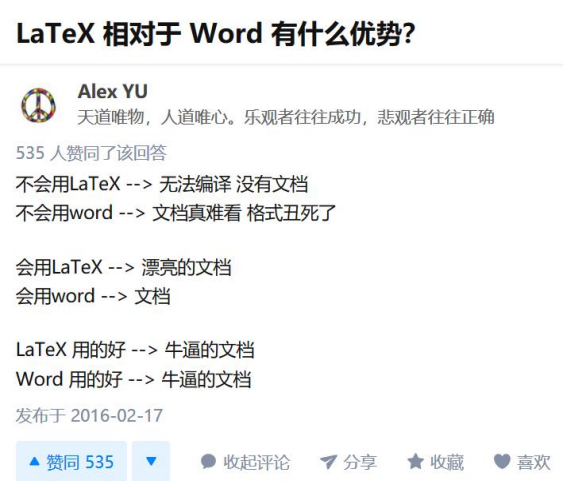 LaTeX 相对于 Word 有什么优势？
Alex YU
天道唯物，人道唯心。乐观者往往成功，悲观者往往正确
535 人赞同了该回答
不会用LaTeX --> 无法编译 没有文档
不会用word --> 文档真难看 格式丑死了
会用LaTeX --> 漂亮的文档
会用word --> 文档
LaTeX 用的好 --> 牛逼的文档
Word 用的好 --> 牛逼的文档
发布于 2016-02-17
赞同 535 收起评论 分享 收藏 喜欢